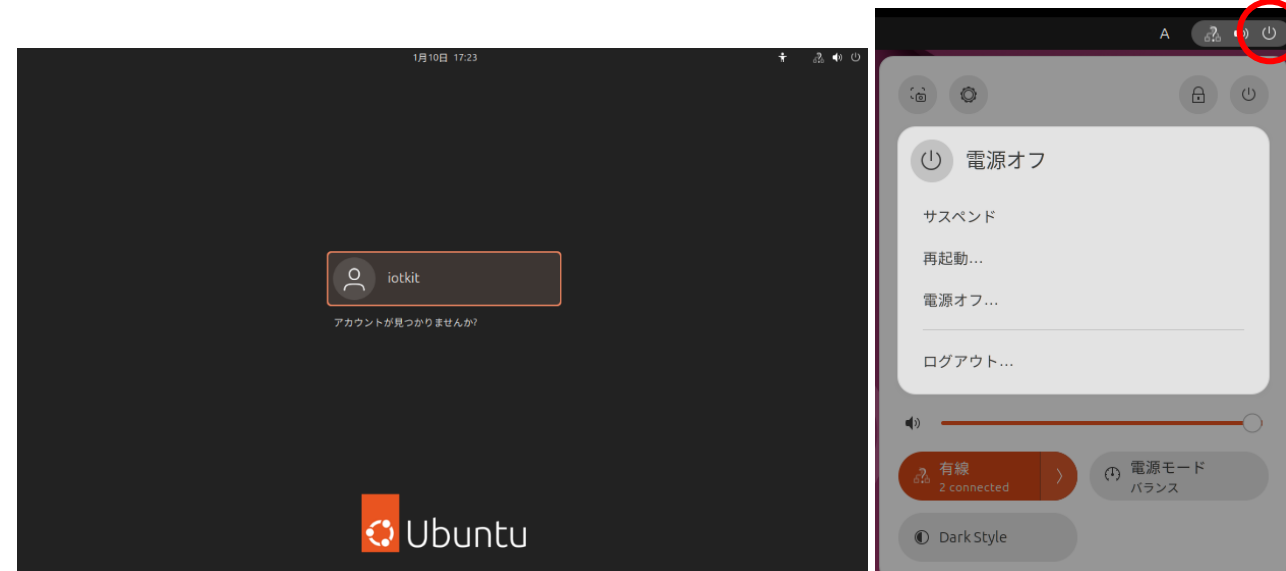 1月10日 17:23
iotkit
アカウントが見つかりませんか?
Ubuntu
A
電源オフ
サスペンド
再起動...
電源オフ...
ログアウト...
有線
2 connected
電源モード
バランス
Dark Style